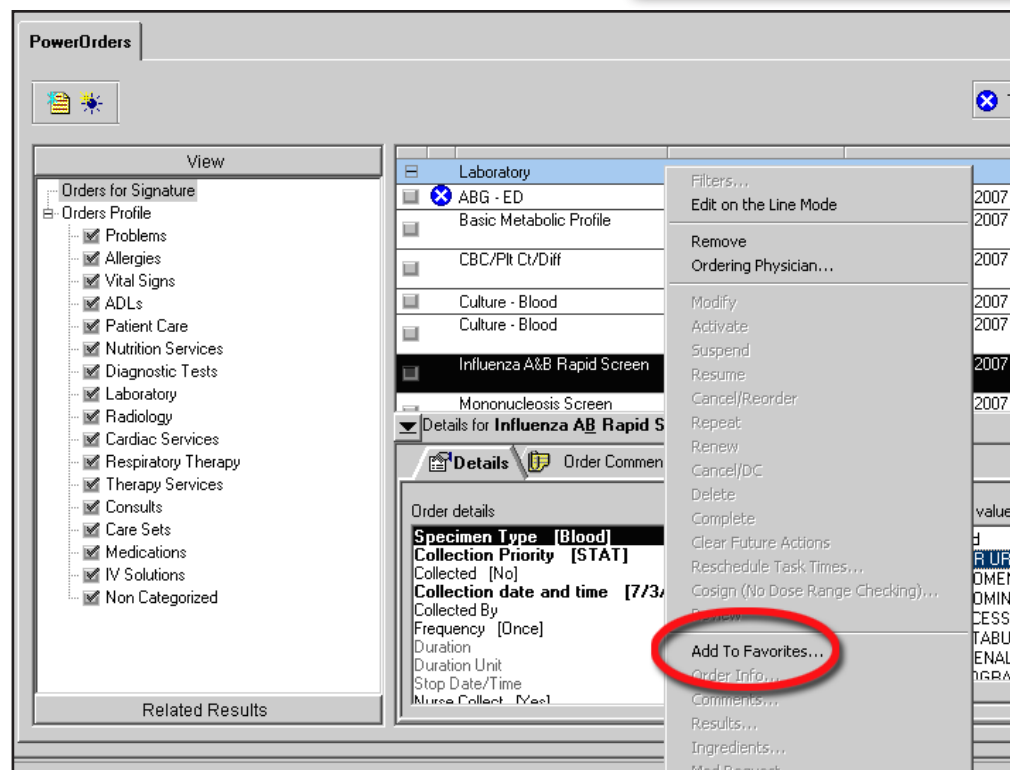 PowerOrders
View
Orders for Signature
Orders Profile
Problems
Allergies
Vital Signs
ADLs
Patient Care
Nutrition Services
Diagnostic Tests
Laboratory
Radiology
Cardiac Services
Respiratory Therapy
Therapy Services
Consults
Care Sets
Medications
IV Solutions
Non Categorized
Related Results
Laboratory
ABG - ED 2007
Basic Metabolic Profile 2007
CBC/Plt Ct/Diff 2007
Culture - Blood 2007
Culture - Blood 2007
Influenza A&B Rapid Screen 2007
Mononucleosis Screen 2007
Details for Influenza AB Rapid S
Details Order Commen
Order details
Specimen Type [Blood]
Collection Priority [STAT]
Collected [No]
Collection date and time [7/3/
Collected By
Frequency [Once]
Duration
Duration Unit
Stop Date/Time
Nurse Collect [Yes]
Filters...
Edit on the Line Mode
Remove
Ordering Physician...
Modify
Activate
Suspend
Resume
Cancel/Reorder
Repeat
Renew
Cancel/DC
Delete
Complete
Clear Future Actions
Reschedule Task Times...
Cosign (No Dose Range Checking)...
Review
Add To Favorites...
Order Info...
Comments...
Results...
Ingredients...
Med Request
value